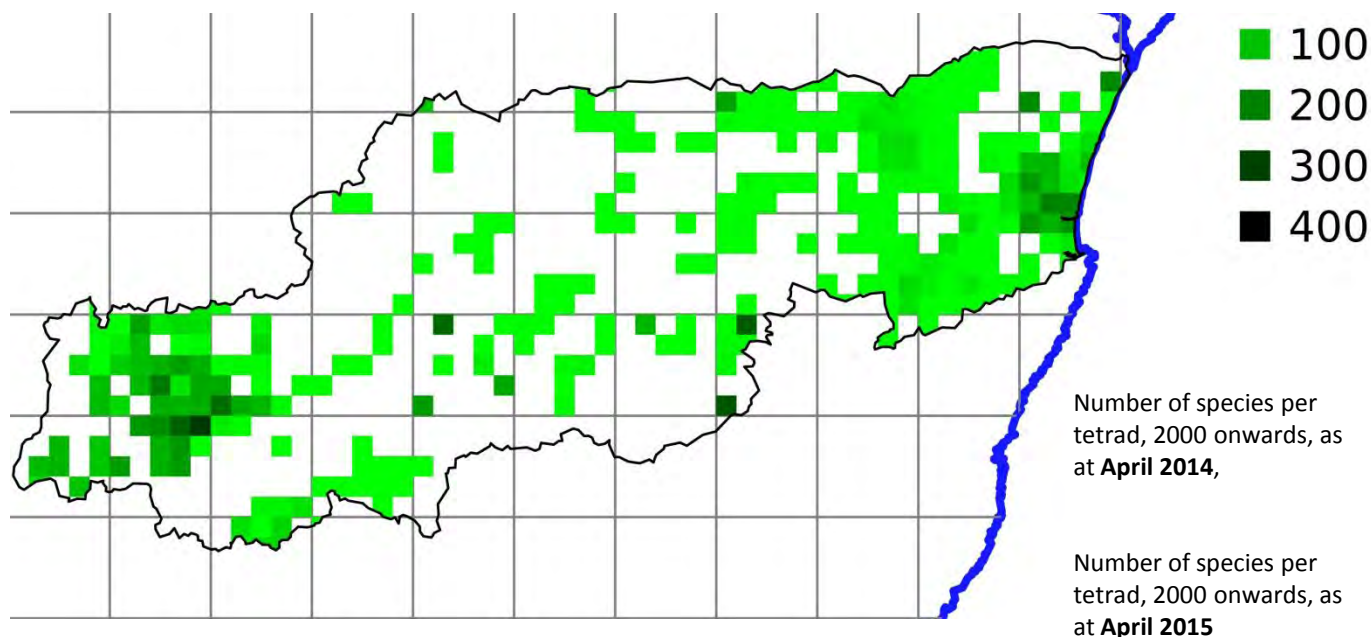 100
200
300
400
Number of species per
tetrad, 2000 onwards, as
at April 2014,
Number of species per
tetrad, 2000 onwards, as
at April 2015